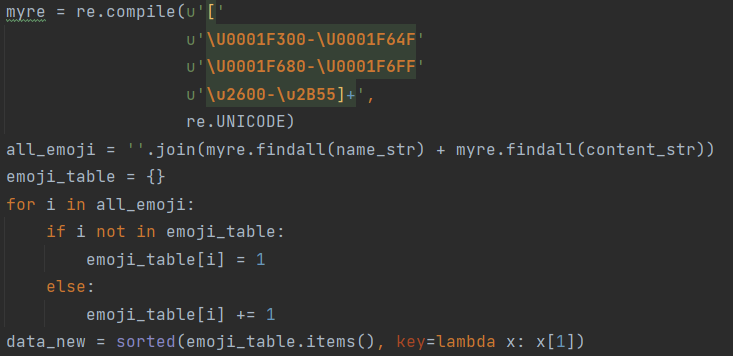 myre = re.compile(u'['
                  u'\U0001F300-\U0001F64F'
                  u'\U0001F680-\U0001F6FF'
                  u'\u2600-\u2B55]+',
                  re.UNICODE)
all_emoji = ''.join(myre.findall(name_str) + myre.findall(content_str))
emoji_table = {}
for i in all_emoji:
    if i not in emoji_table:
        emoji_table[i] = 1
    else:
        emoji_table[i] += 1
data_new = sorted(emoji_table.items(), key=lambda x: x[1])